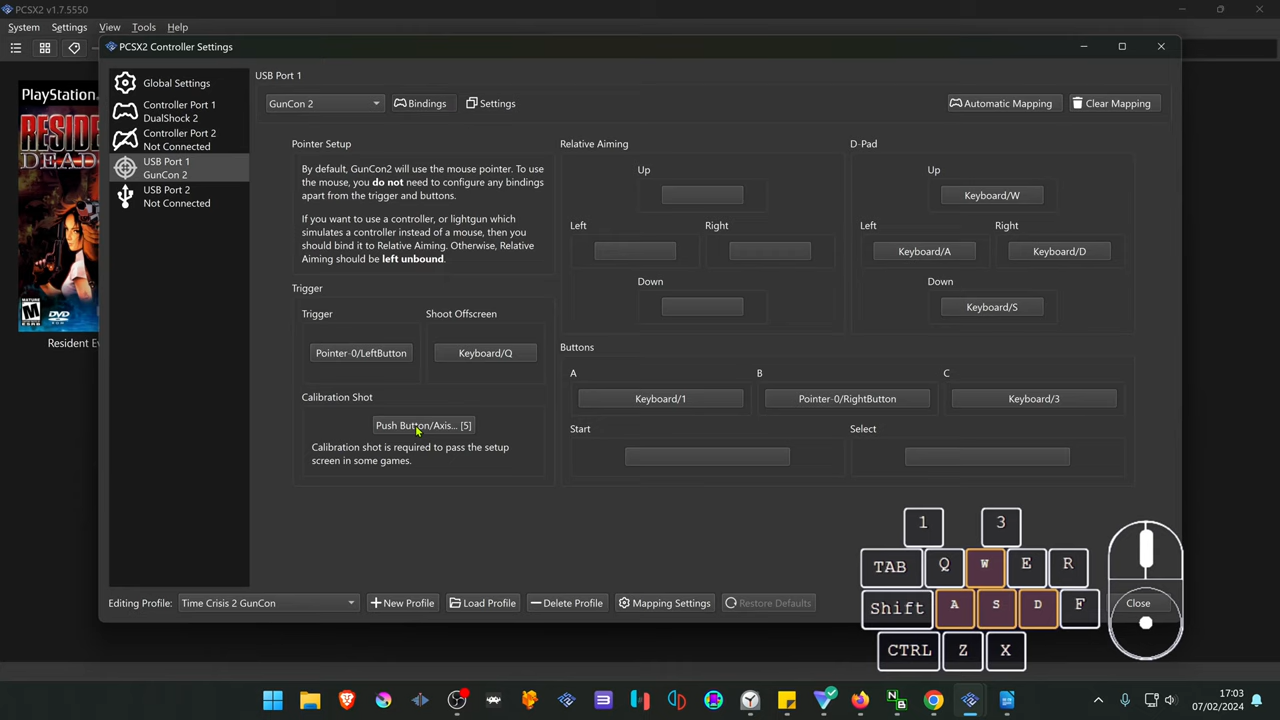 PCSX2 v1.7.5550
System Settings View Tools Help
PCSX2 Controller Settings
PlayStation
RESID
DEAD
MATURE
M
ESRB
DVD
Resident Ev
Global Settings
Controller Port 1
DualShock 2
Controller Port 2
Not Connected
USB Port 1
GunCon 2
USB Port 2
Not Connected
USB Port 1
GunCon 2 Bindings Settings Automatic Mapping Clear Mapping
Pointer Setup
By default, GunCon2 will use the mouse pointer. To use
the mouse, you do not need to configure any bindings
apart from the trigger and buttons.
If you want to use a controller, or lightgun which
simulates a controller instead of a mouse, then you
should bind it to Relative Aiming. Otherwise, Relative
Aiming should be left unbound.
Trigger
Trigger Shoot Offscreen
Pointer-0/LeftButton Keyboard/Q
Calibration Shot
Push Button/Axis... [5]
Calibration shot is required to pass the setup
screen in some games.
Relative Aiming
Up
Left Right
Down
D-Pad
Up
Keyboard/W
Left Right
Keyboard/A Keyboard/D
Down
Keyboard/S
Buttons
A B C
Keyboard/1 Pointer-0/RightButton Keyboard/3
Start Select
Editing Profile: Time Crisis 2 GunCon New Profile Load Profile Delete Profile Mapping Settings Restore Defaults Close
1 3
TAB Q W E R
Shift A S D F
CTRL Z X
17:03
07/02/2024